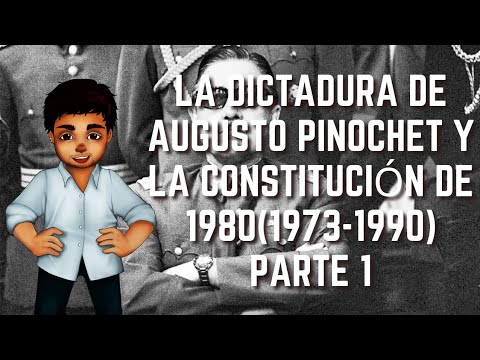 LA DICTADURA DE
AUGUSTO PINOCHET Y
LA CONSTITUCIÓN DE
1980(1973-1990)
PARTE 1